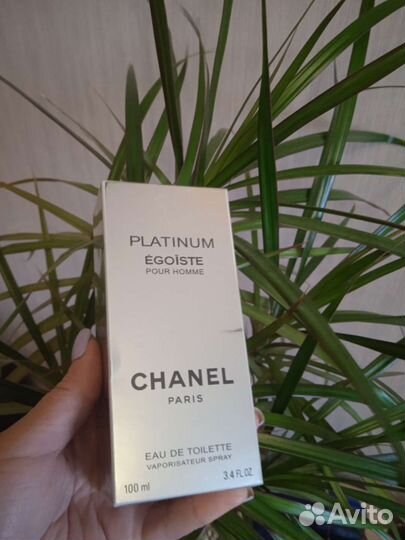 PLATINUM
ÉGOÏSTE
POUR HOMME
CHANEL
PARIS
EAU DE TOILETTE
VAPORISATEUR SPRAY
100 ml 3.4 FL.OZ
Avito